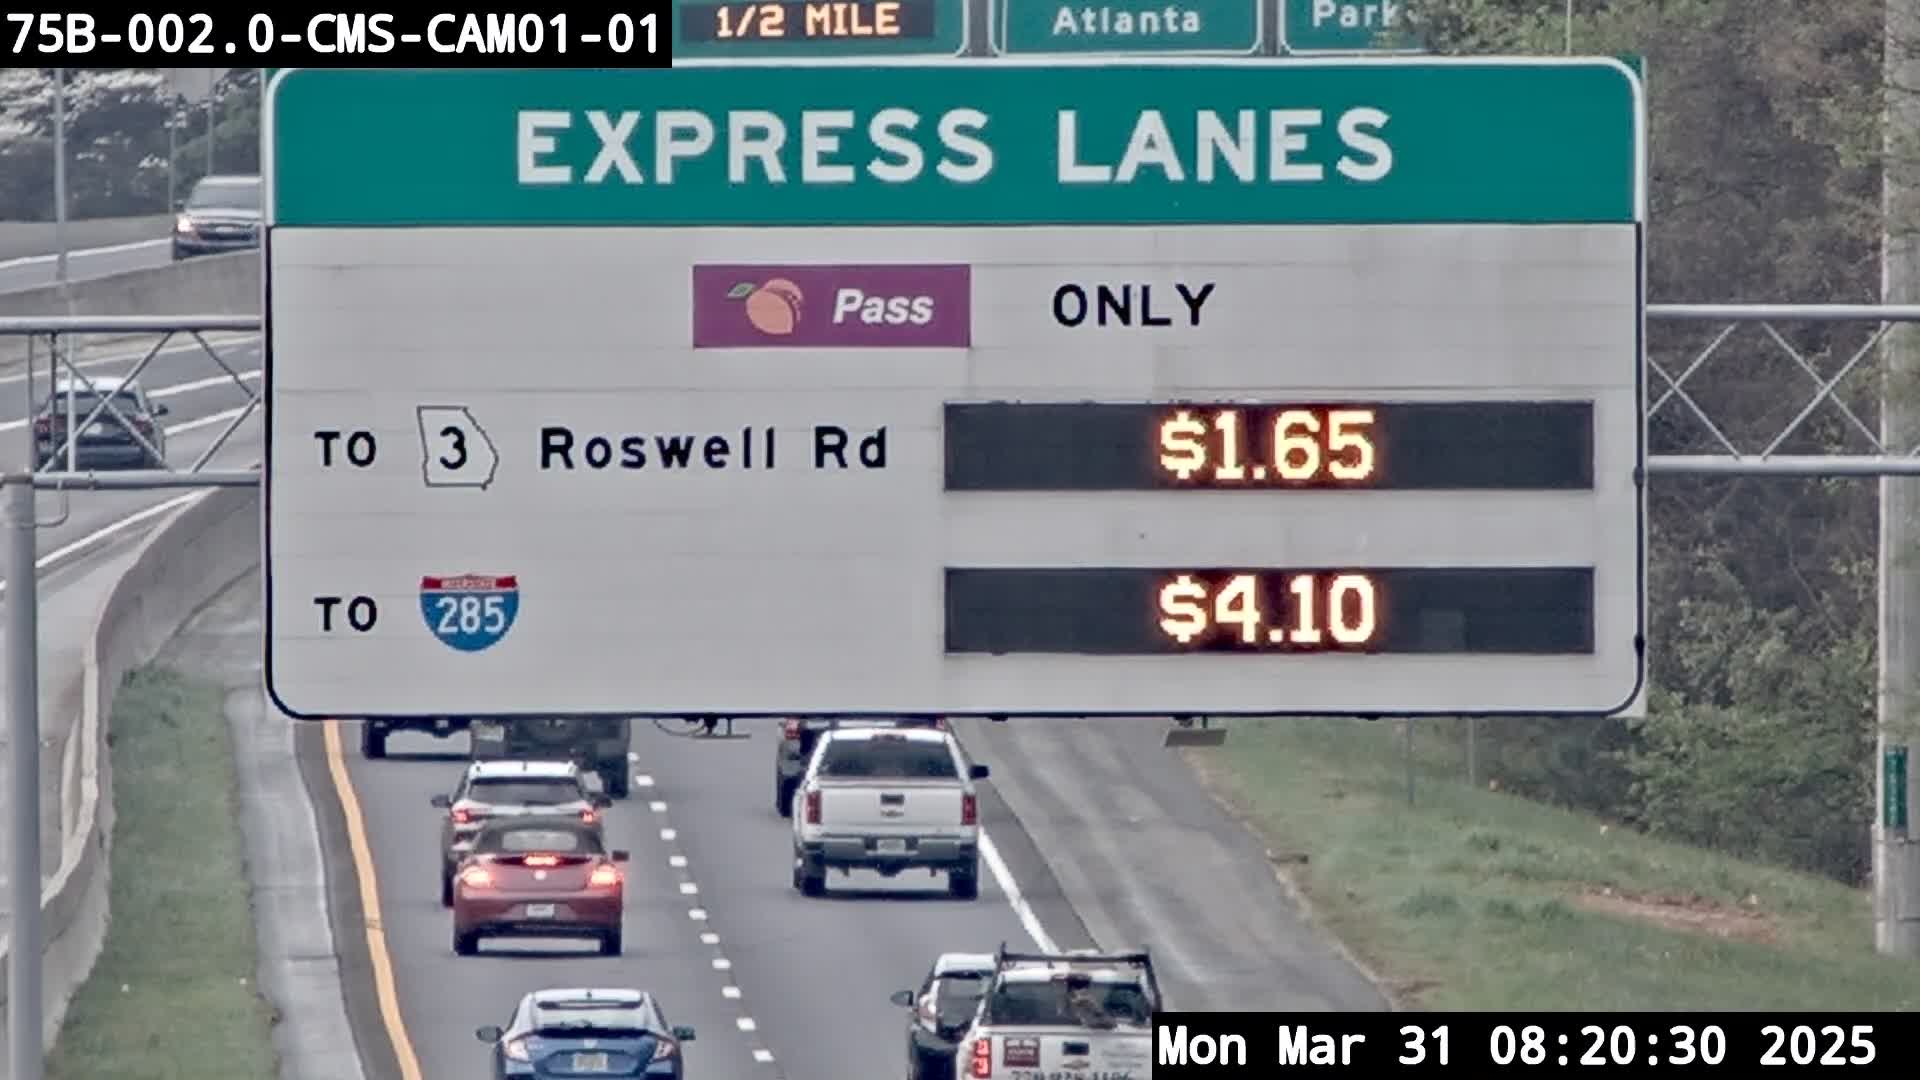 75B-002.0-CMS-CAM01-01
1/2 MILE
Atlanta
Park
EXPRESS LANES
Pass ONLY
TO 3 Roswell Rd $1.65
TO 285 $4.10
Mon Mar 31 08:20:30 2025